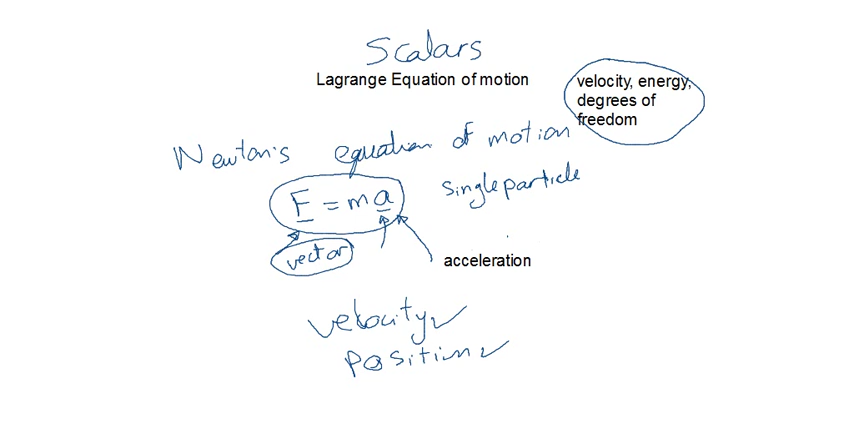 Scalars
Lagrange Equation of motion
velocity, energy,
degrees of
freedom
Newton's equation of motion
F = ma
single particle
vector
acceleration
velocity
position